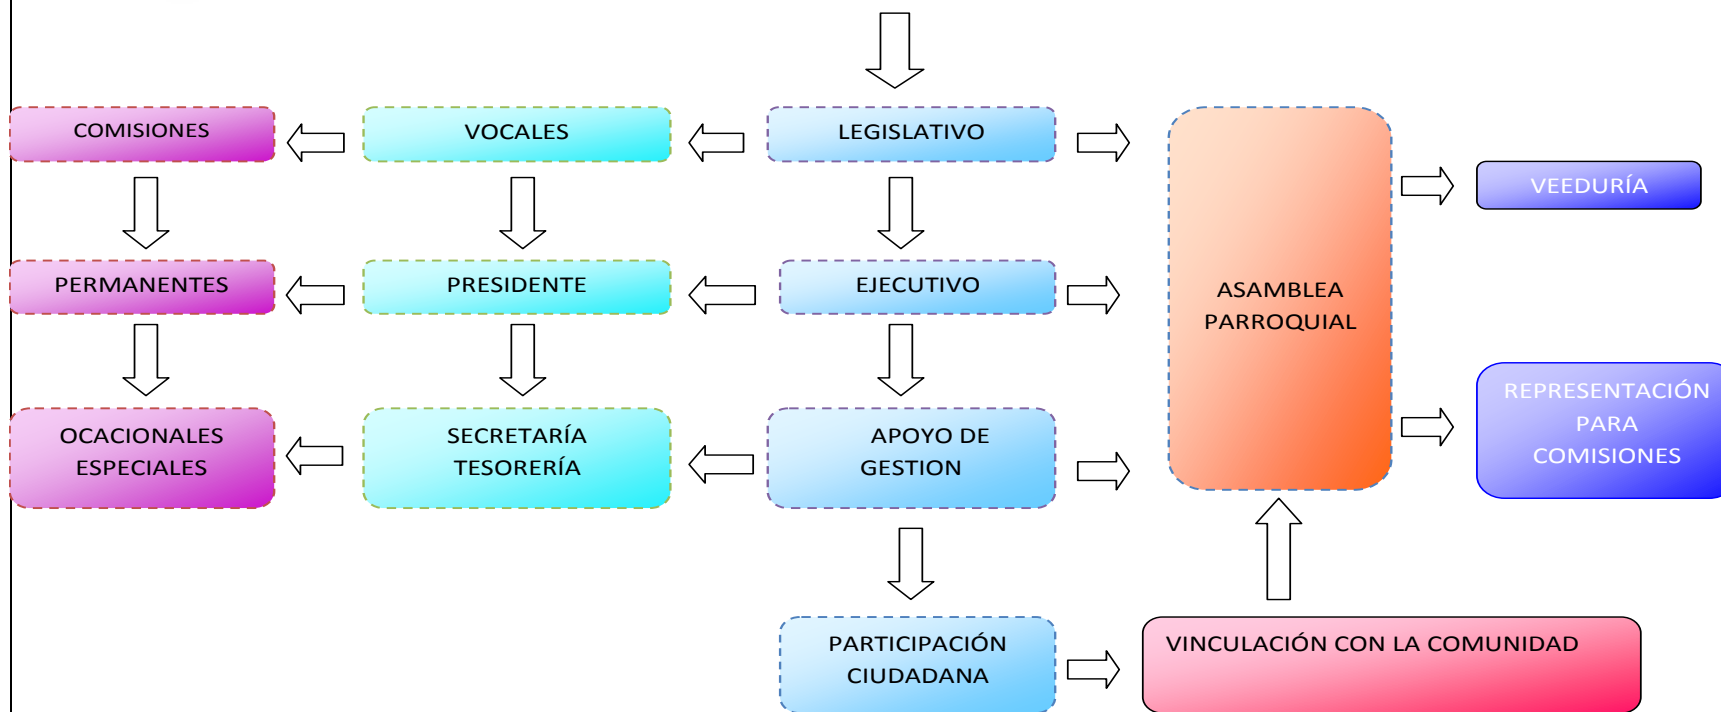 COMISIONES
VOCALES
LEGISLATIVO
VEEDURÍA
PERMANENTES
PRESIDENTE
EJECUTIVO
ASAMBLEA
PARROQUIAL
OCACIONALES
ESPECIALES
SECRETARÍA
TESORERÍA
APOYO DE
GESTION
REPRESENTACIÓN
PARA
COMISIONES
PARTICIPACIÓN
CIUDADANA
VINCULACIÓN CON LA COMUNIDAD